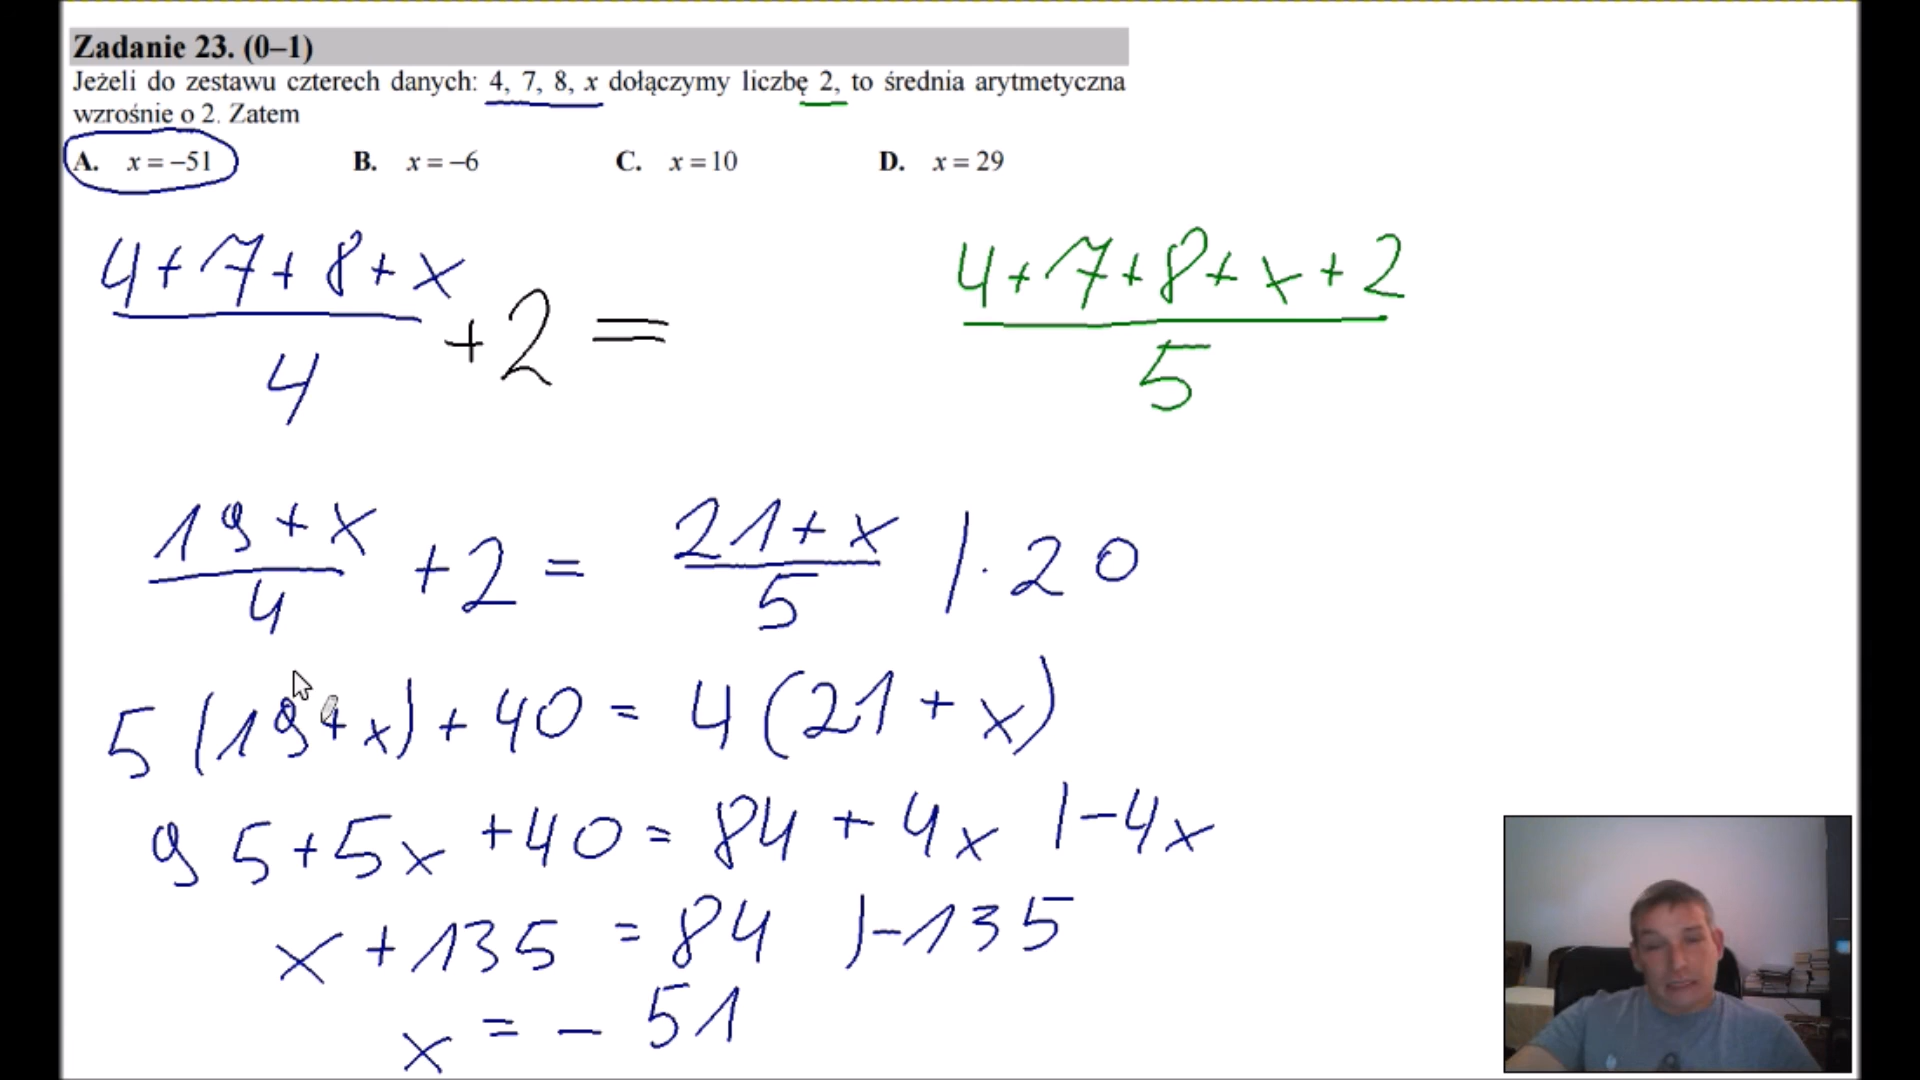 Zadanie 23. (0–1)
Jeżeli do zestawu czterech danych: 4, 7, 8, x dołączymy liczbę 2, to średnia arytmetyczna
wzrośnie o 2. Zatem
A. x = –51 B. x = –6 C. x = 10 D. x = 29
4+7+8+x / 4 + 2 = 4+7+8+x+2 / 5
19+x / 4 + 2 = 21+x / 5 | · 20
5(19+x) + 40 = 4(21+x)
95+5x+40 = 84+4x |-4x
x+135 = 84 |-135
x = -51